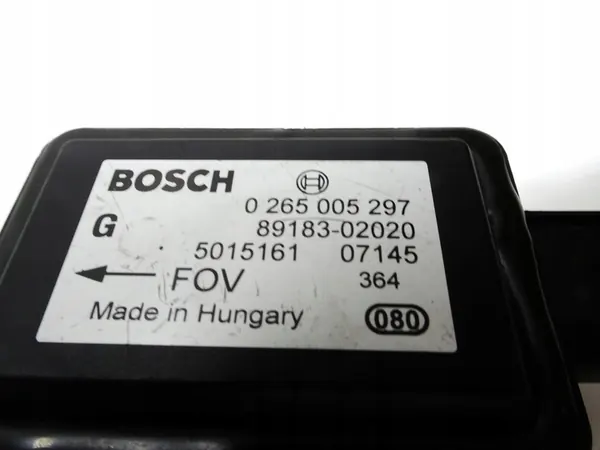 BOSCH
0 265 005 297
G 89183-02020
5015161 07145
FOV 364
Made in Hungary 080